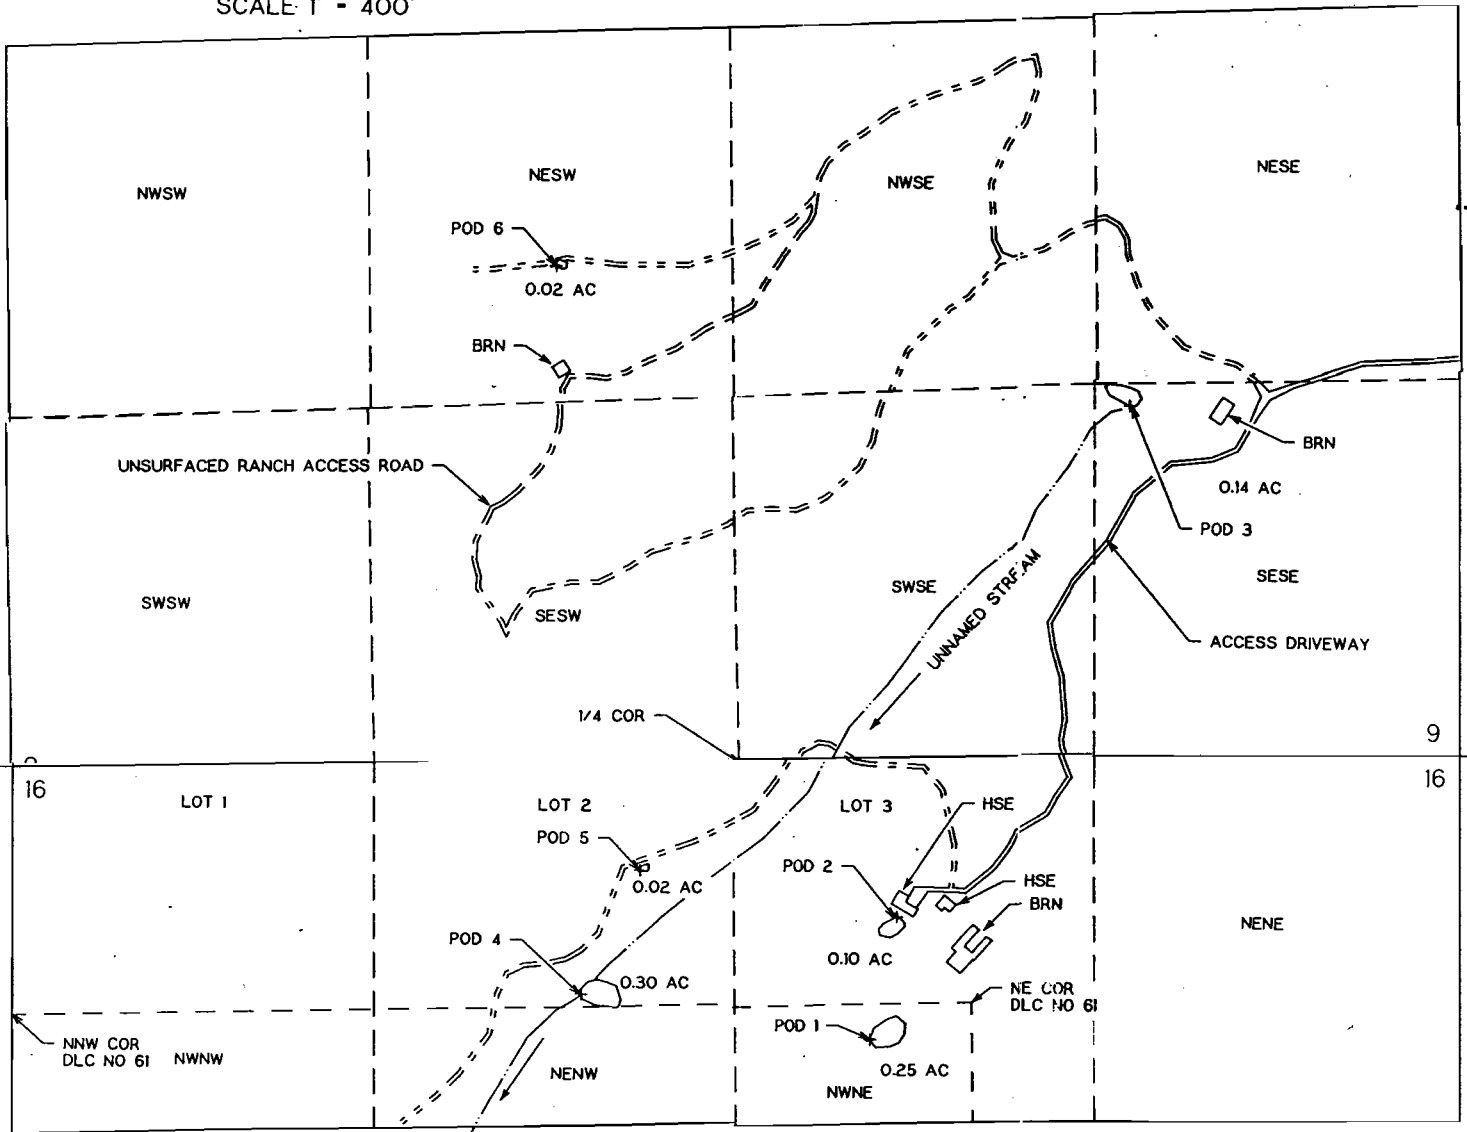 SCALE 1" = 400'
NWSW
NESW
NWSE
NESE
POD 6
0.02 AC
BRN
UNSURFACED RANCH ACCESS ROAD
BRN
0.14 AC
POD 3
SWSW
SESW
SWSE
UNNAMED STREAM
SESE
ACCESS DRIVEWAY
1/4 COR
9
16
16
LOT 1
LOT 2
LOT 3
HSE
POD 5
0.02 AC
POD 2
HSE
BRN
NENE
POD 4
0.30 AC
0.10 AC
NE COR
DLC NO 61
POD 1
0.25 AC
NNW COR
DLC NO 61
NWNW
NENW
NWNE